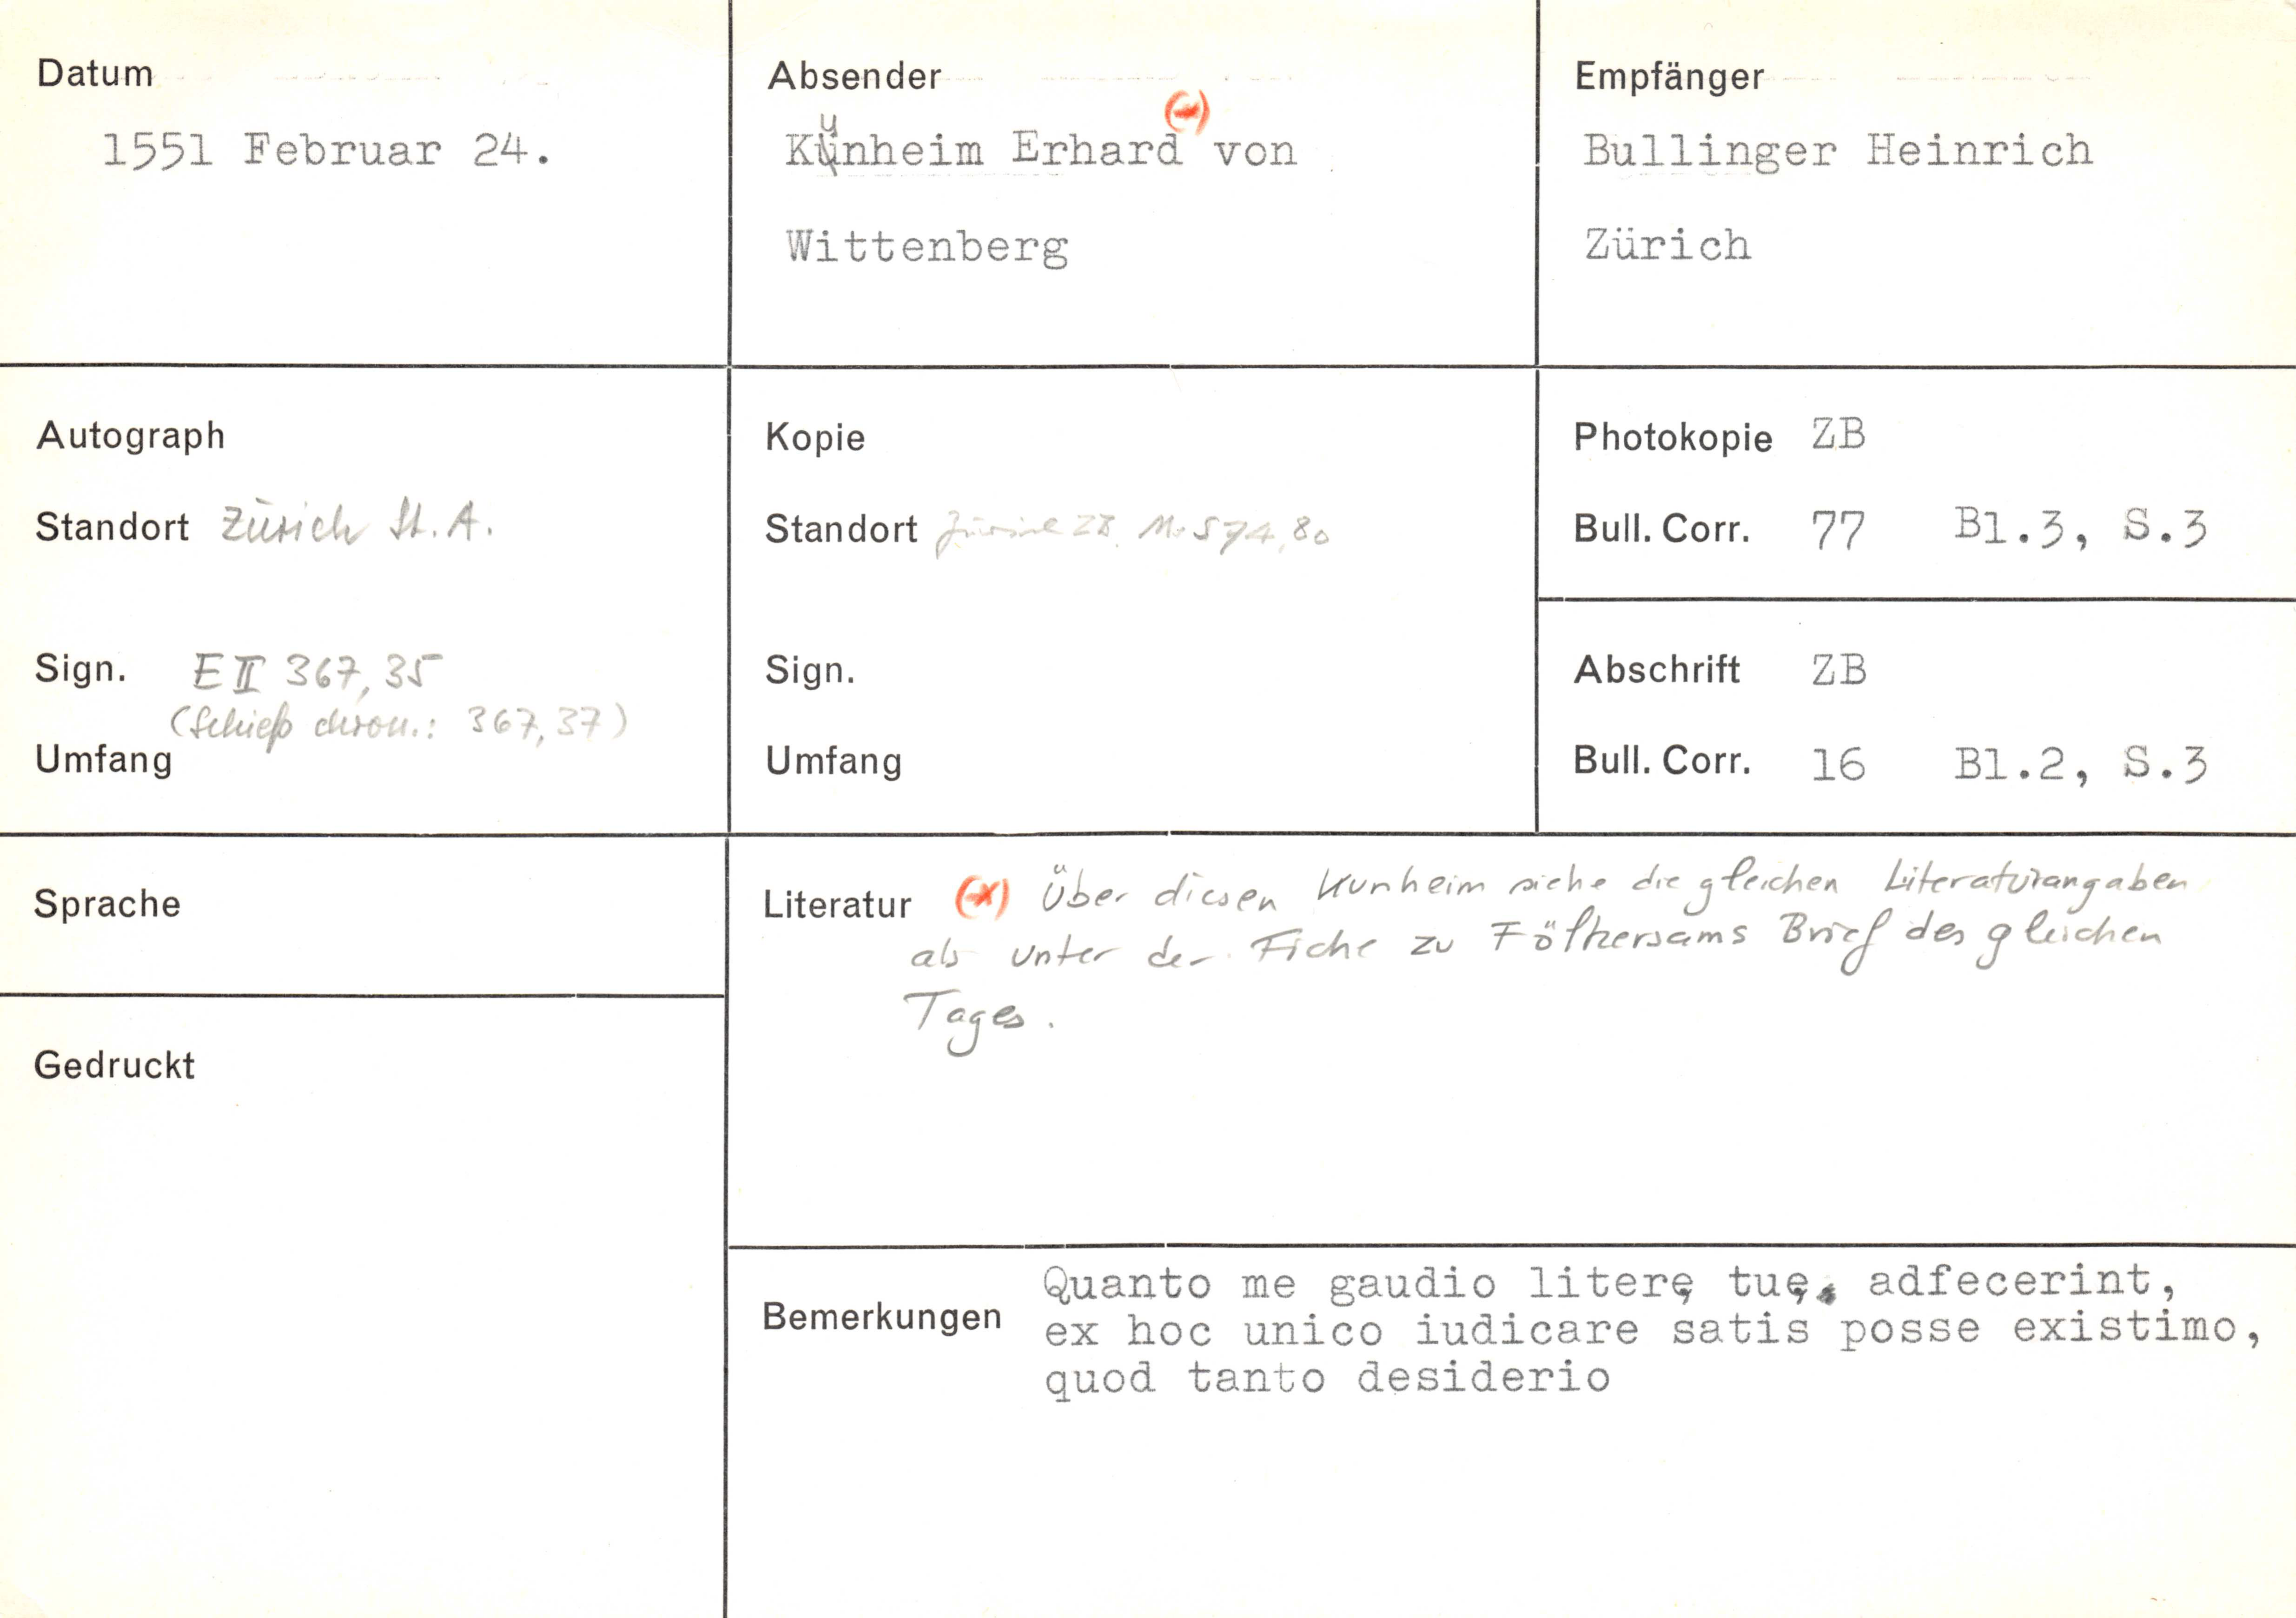 Datum
1551 Februar 24.
Absender (*)
Kunheim Erhard von
Wittenberg
Empfänger
Bullinger Heinrich
Zürich
Autograph
Standort Zürich St. A.
Sign. E II 367, 35
(Schieß chron.: 367, 37)
Umfang
Kopie
Standort Zürich ZB Ms S 74, 80
Sign.
Umfang
Photokopie ZB
Bull. Corr. 77 Bl.3, S.3
Abschrift ZB
Bull. Corr. 16 Bl.2, S.3
Sprache
Gedruckt
Literatur (*) Über diesen Kunheim siehe die gleichen Literaturangaben
als unter der Fiche zu Fölkersams Brief des gleichen
Tages.
Bemerkungen
Quanto me gaudio literę tuę, adfecerint,
ex hoc unico iudicare satis posse existimo,
quod tanto desiderio